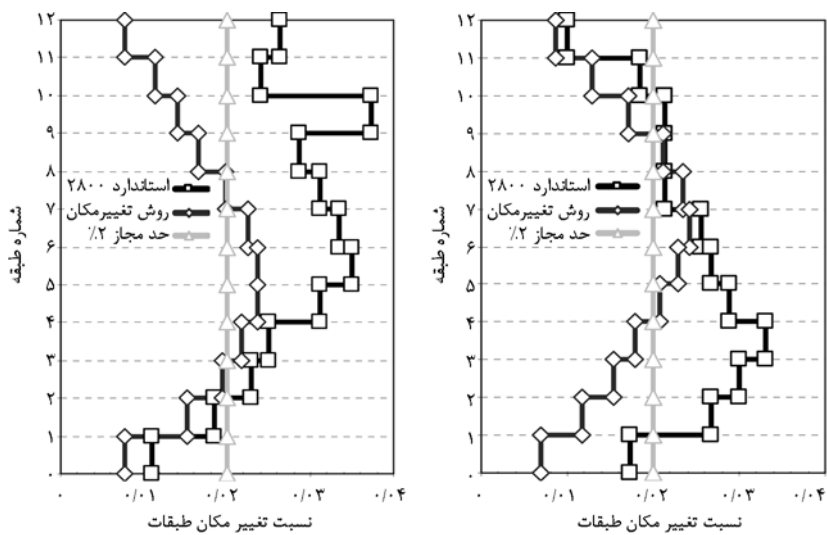 ۱۲
۱۱
۱۰
۹
۸
۷
۶
۵
۴
۳
۲
۱
۰
شماره طبقه
استاندارد ۲۸۰۰
روش تغییرمکان
حد مجاز ۲٪
۰ ۰/۰۱ ۰/۰۲ ۰/۰۳ ۰/۰۴
نسبت تغییر مکان طبقات
۱۲
۱۱
۱۰
۹
۸
۷
۶
۵
۴
۳
۲
۱
۰
شماره طبقه
استاندارد ۲۸۰۰
روش تغییرمکان
حد مجاز ۲٪
۰ ۰/۰۱ ۰/۰۲ ۰/۰۳ ۰/۰۴
نسبت تغییر مکان طبقات